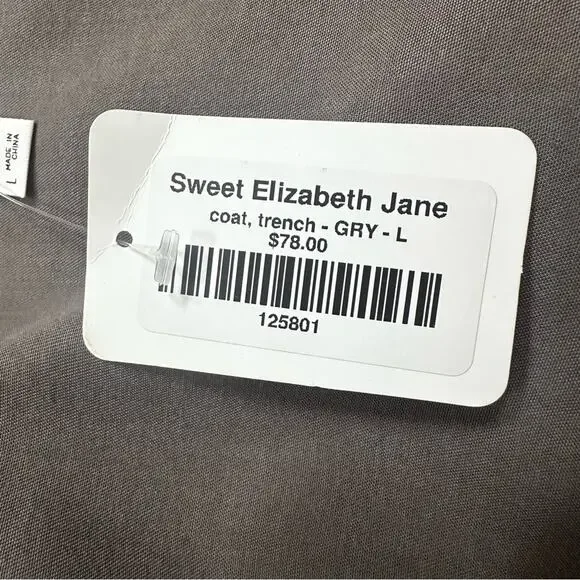 L
MADE IN
CHINA
Sweet Elizabeth Jane
coat, trench - GRY - L
$78.00
125801